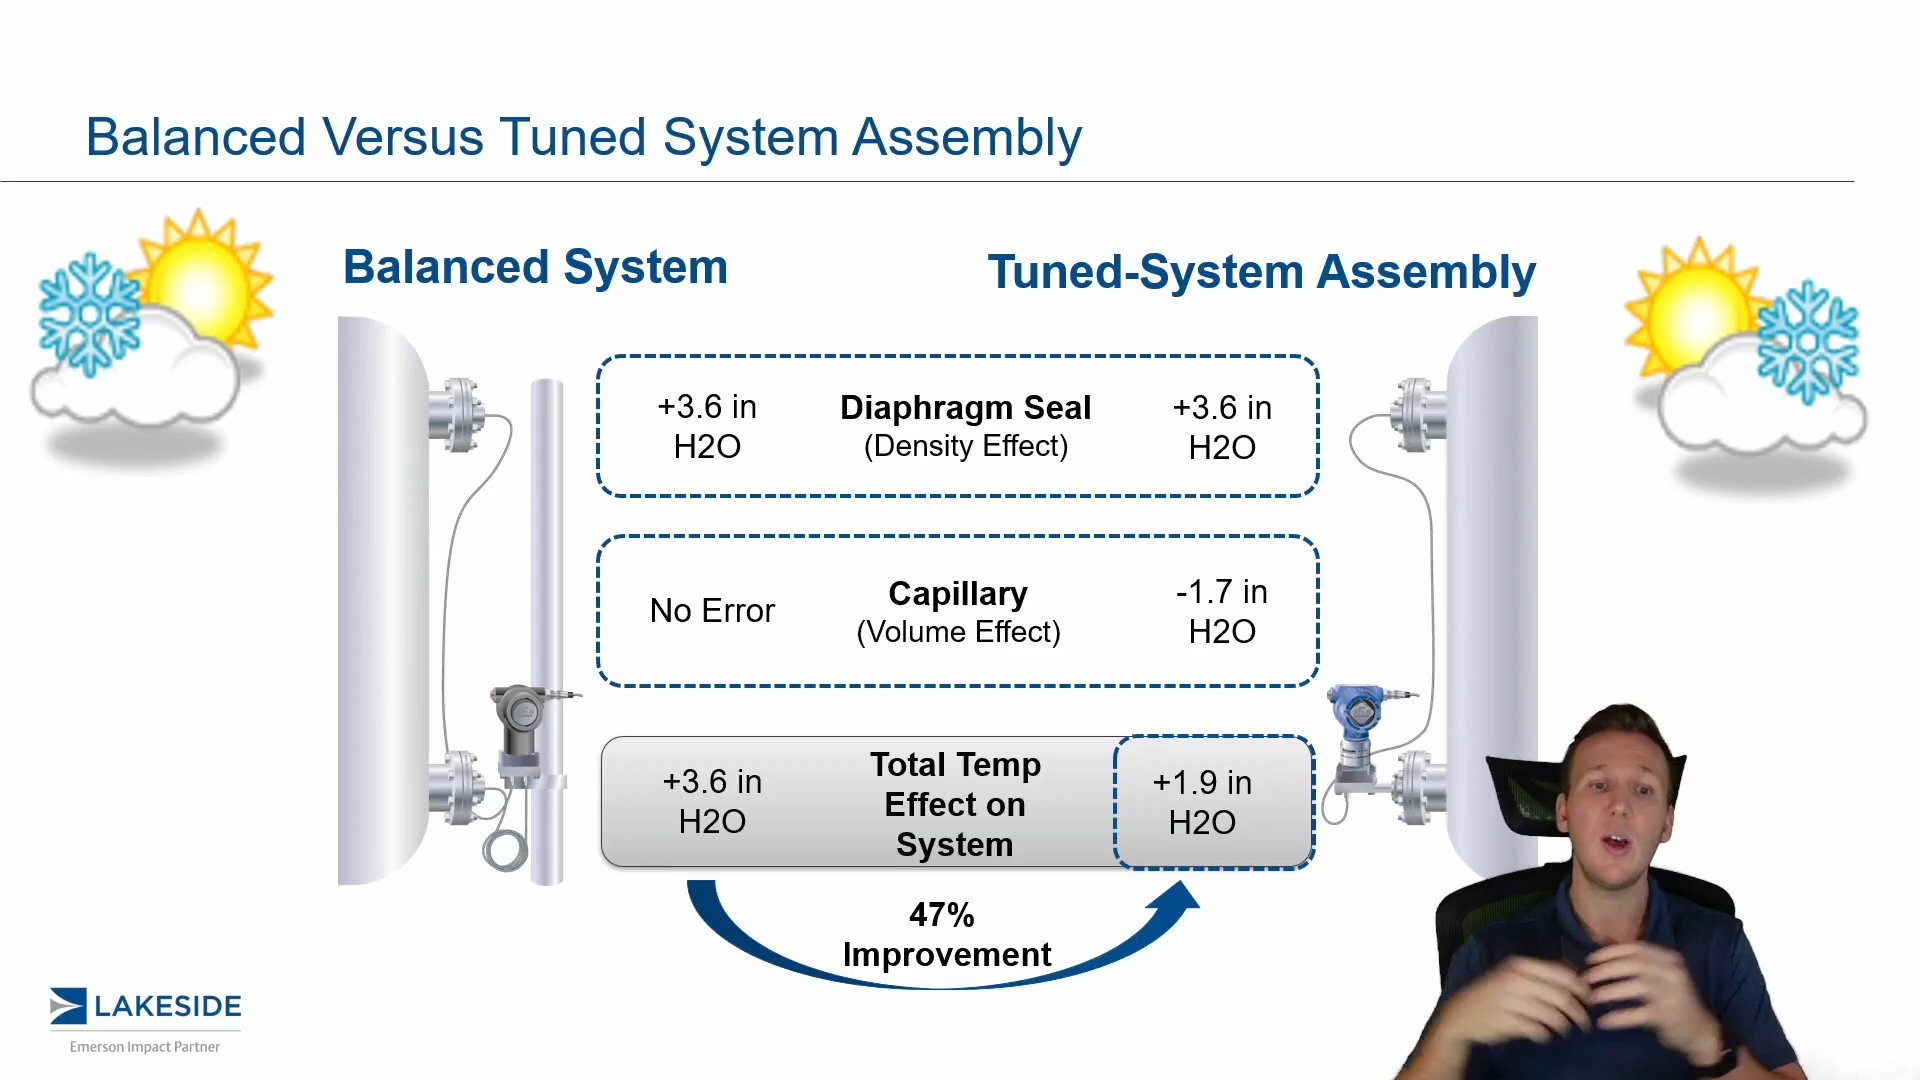 Balanced Versus Tuned System Assembly
Balanced System
Tuned-System Assembly
+3.6 in
H2O
Diaphragm Seal
(Density Effect)
+3.6 in
H2O
No Error
Capillary
(Volume Effect)
-1.7 in
H2O
+3.6 in
H2O
Total Temp
Effect on
System
+1.9 in
H2O
47%
Improvement
LAKESIDE
Emerson Impact Partner